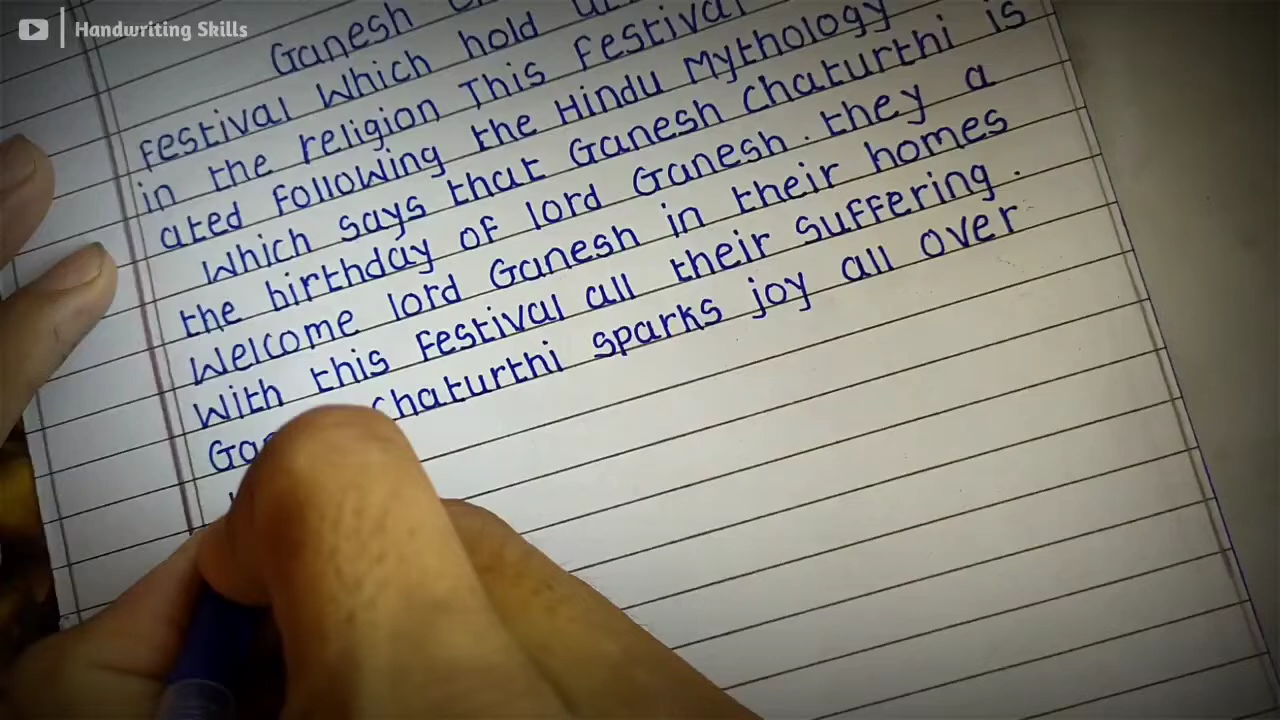 Handwriting Skills
Ganesh
Festival Which hold
in the religion This Festival
ated Following the Hindu Mythology
Which says that Ganesh Chaturthi is
the birthday of lord Ganesh. they a
Welcome lord Ganesh in their homes
With this Festival all their suffering.
Chaturthi sparks joy all over